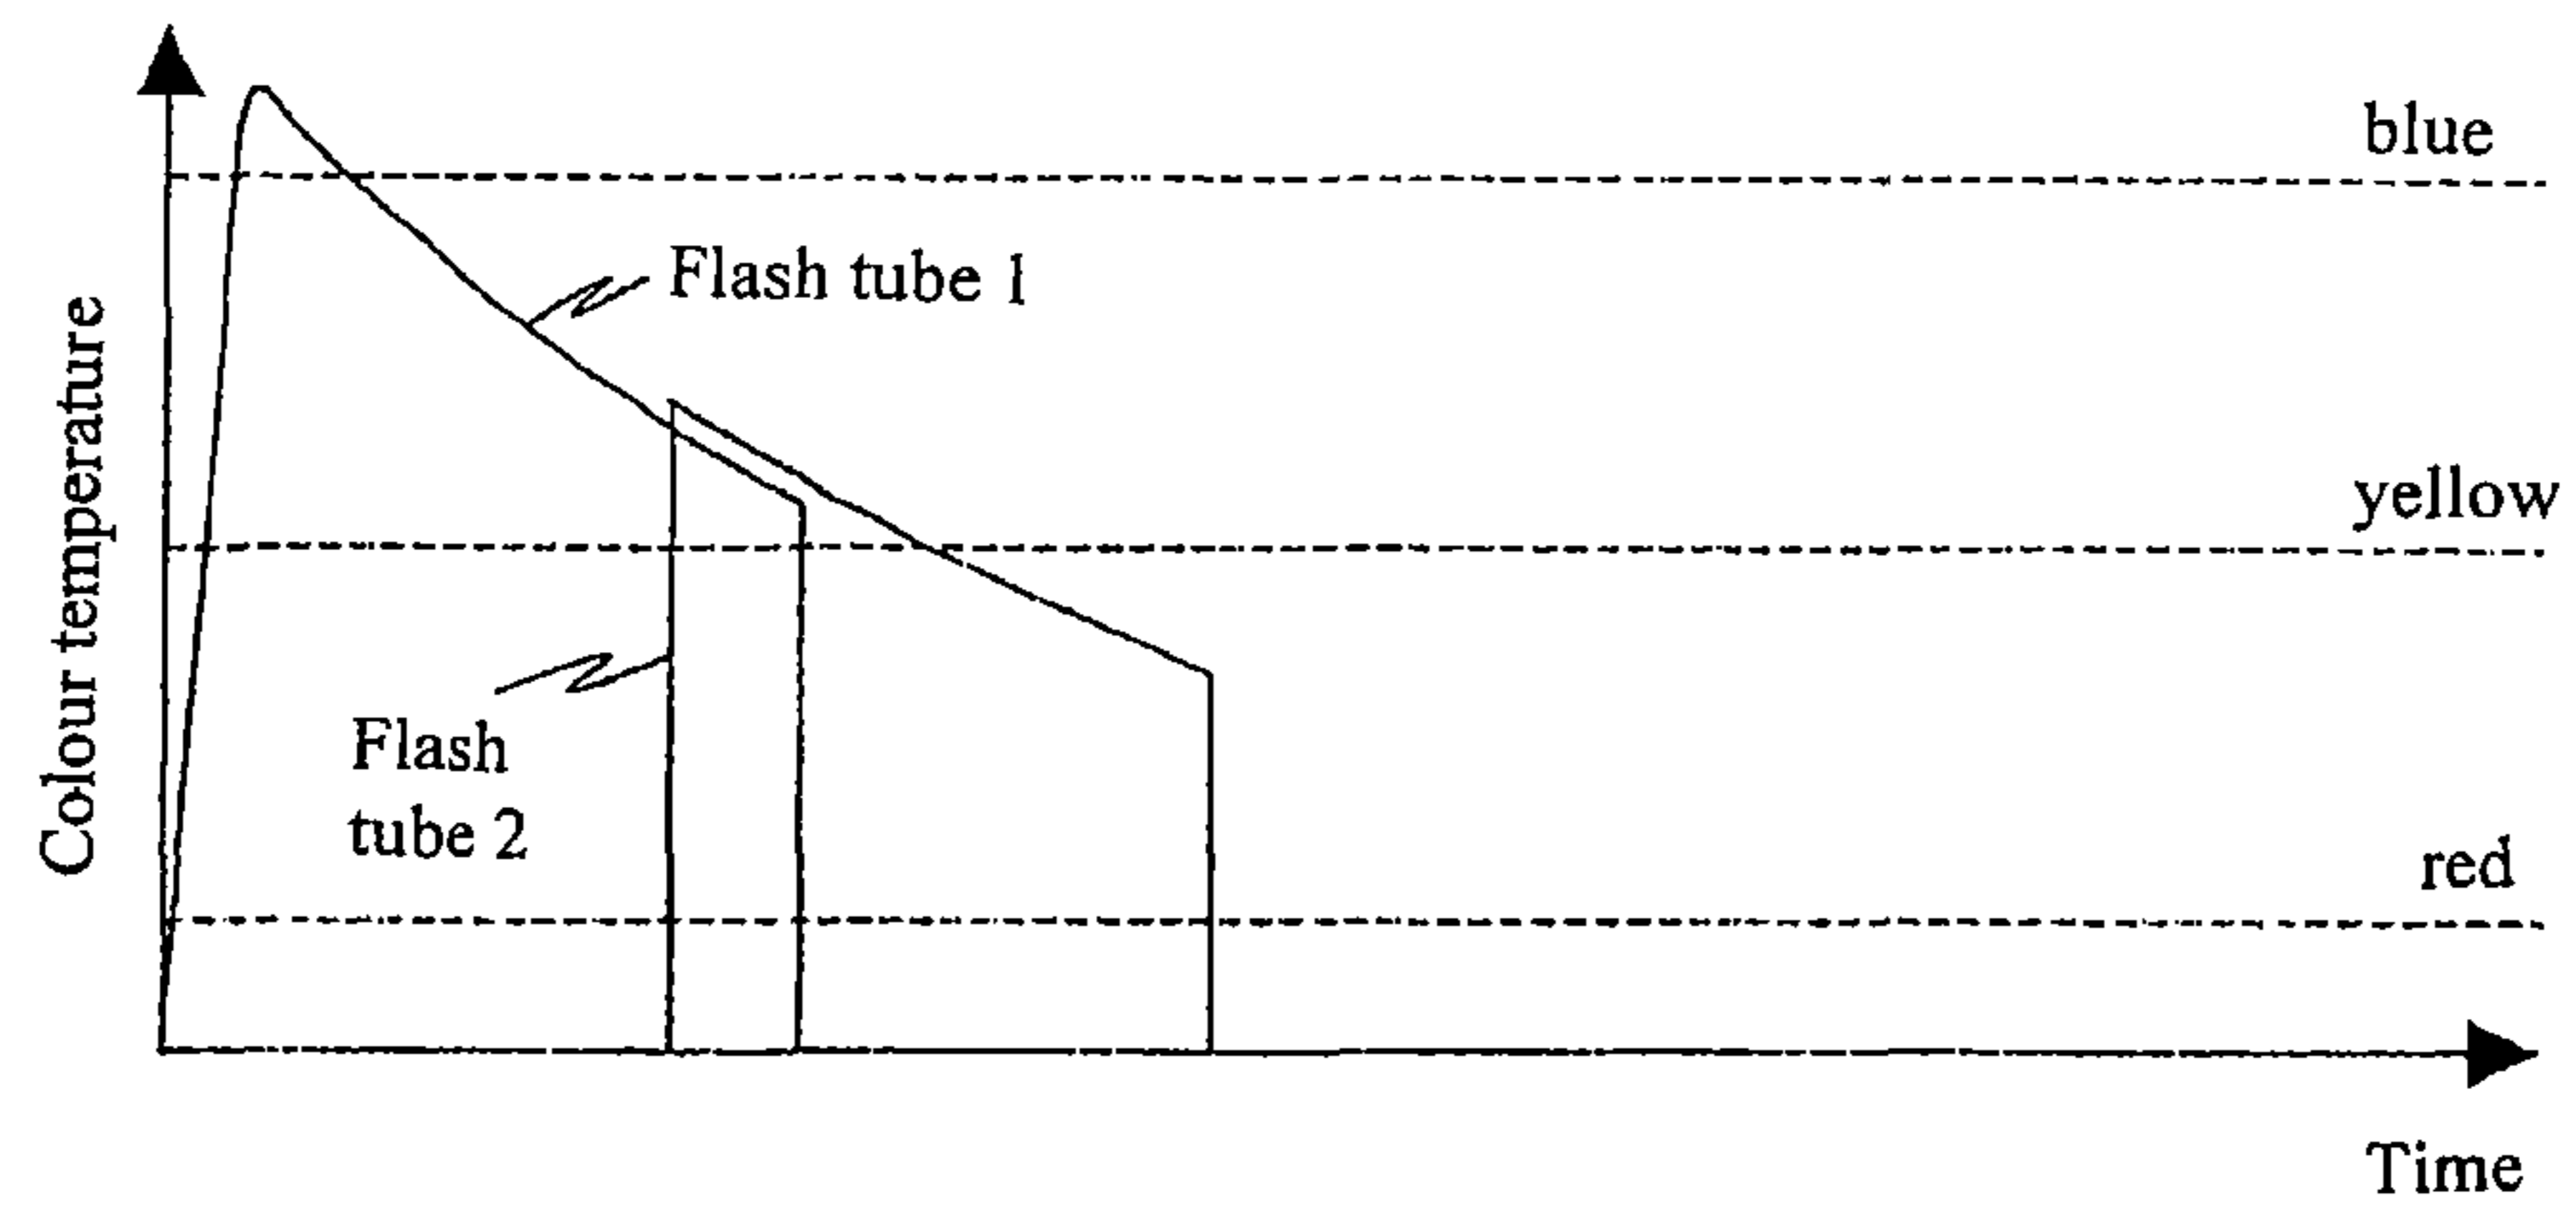 blue
Flash tube 1
yellow
Colour temperature
Flash
tube 2
red
Time